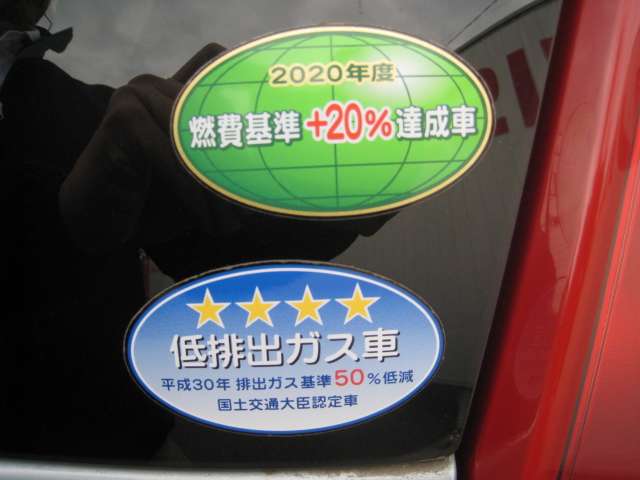 2020年度
燃費基準+20%達成車
低排出ガス車
平成30年 排出ガス基準50%低減
国土交通大臣認定車